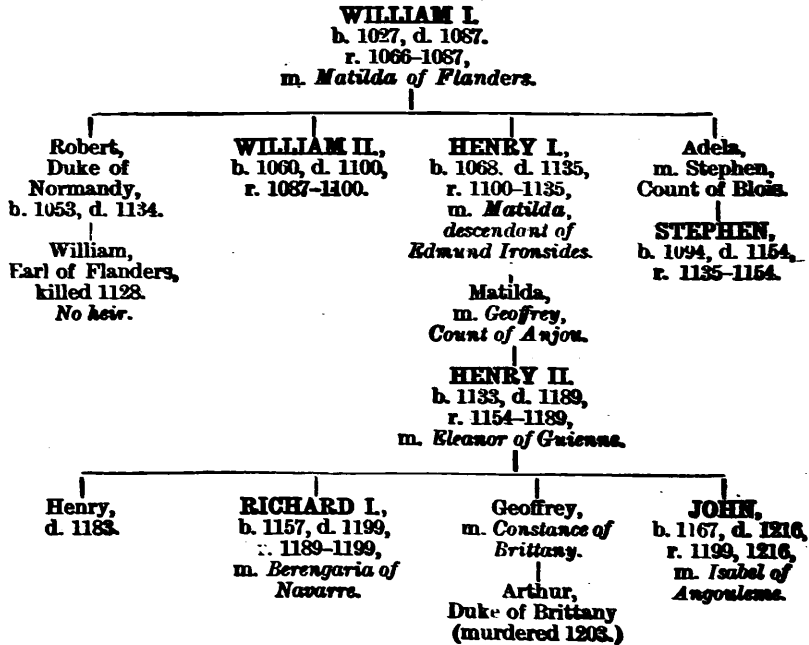 WILLIAM I.
b. 1027, d. 1087.
r. 1066–1087,
m. Matilda of Flanders.
Robert,
Duke of
Normandy,
b. 1053, d. 1134.
William,
Earl of Flanders,
killed 1128.
No heir.
WILLIAM II.,
b. 1060, d. 1100,
r. 1087–1100.
HENRY I.,
b. 1068. d. 1135,
r. 1100–1135,
m. Matilda,
descendant of
Edmund Ironsides.
Matilda,
m. Geoffrey,
Count of Anjou.
Adela,
m. Stephen,
Count of Blois.
STEPHEN,
b. 1094, d. 1154,
r. 1135–1154.
HENRY II.
b. 1133, d. 1189,
r. 1154–1189,
m. Eleanor of Guienne.
Henry,
d. 1183.
RICHARD I.,
b. 1157, d. 1199,
r. 1189–1199,
m. Berengaria of
Navarre.
Geoffrey,
m. Constance of
Brittany.
Arthur,
Duke of Brittany
(murdered 1203.)
JOHN,
b. 1167, d. 1216,
r. 1199, 1216,
m. Isabel of
Angouleme.